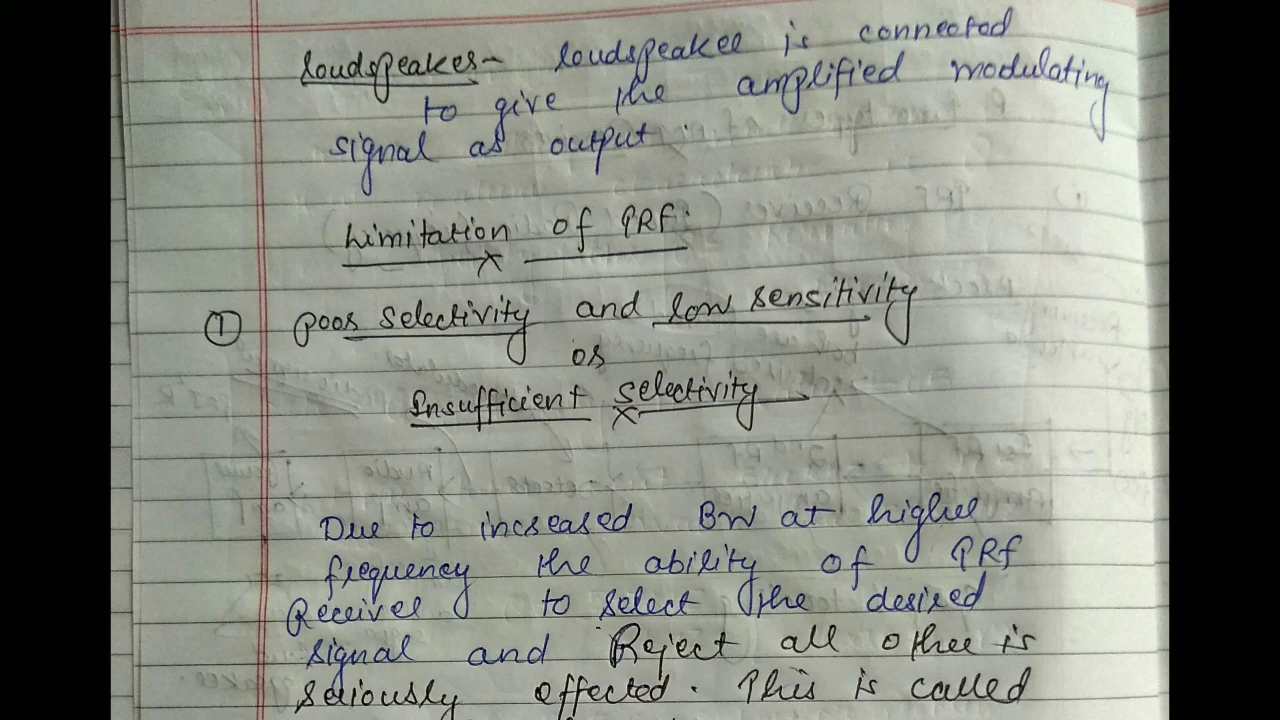 Loudspeaker - loudspeaker is connected
to give the amplified modulating
signal as output.
Limitation of TRF:
① poor selectivity and low sensitivity
or
Insufficient selectivity
Due to increased BW at higher
frequency the ability of TRf
Receiver to select the desired
signal and Reject all other is
seriously effected. This is called